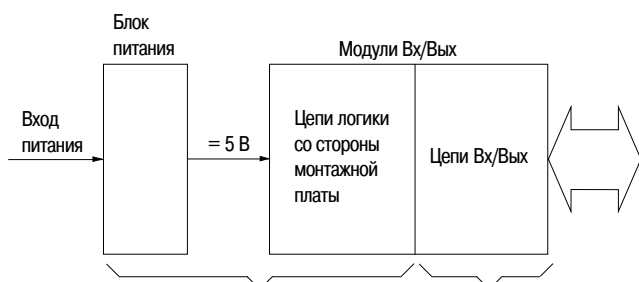 Блок
питания
Модули Вх/Вых
Вход
питания
= 5 В
Цепи логики
со стороны
монтажной
платы
Цепи Вх/Вых